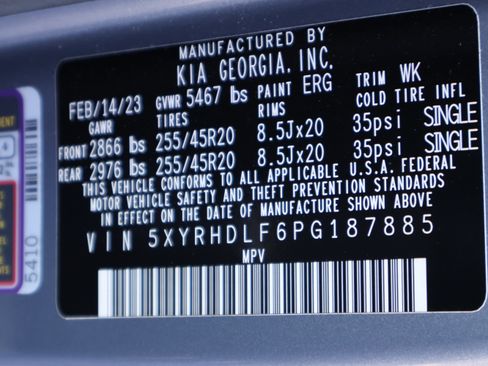 MANUFACTURED BY
KIA GEORGIA, INC.
FEB/14/23 GVWR 5467 lbs PAINT ERG TRIM WK
GAWR TIRES RIMS COLD TIRE INFL
FRONT 2866 lbs 255/45R20 8.5Jx20 35psi SINGLE
REAR 2976 lbs 255/45R20 8.5Jx20 35psi SINGLE
THIS VEHICLE CONFORMS TO ALL APPLICABLE U.S.A. FEDERAL
MOTOR VEHICLE SAFETY AND THEFT PREVENTION STANDARDS
IN EFFECT ON THE DATE OF MANUFACTURE SHOWN ABOVE
VIN 5XYRHDLF6PG187885
MPV
5410